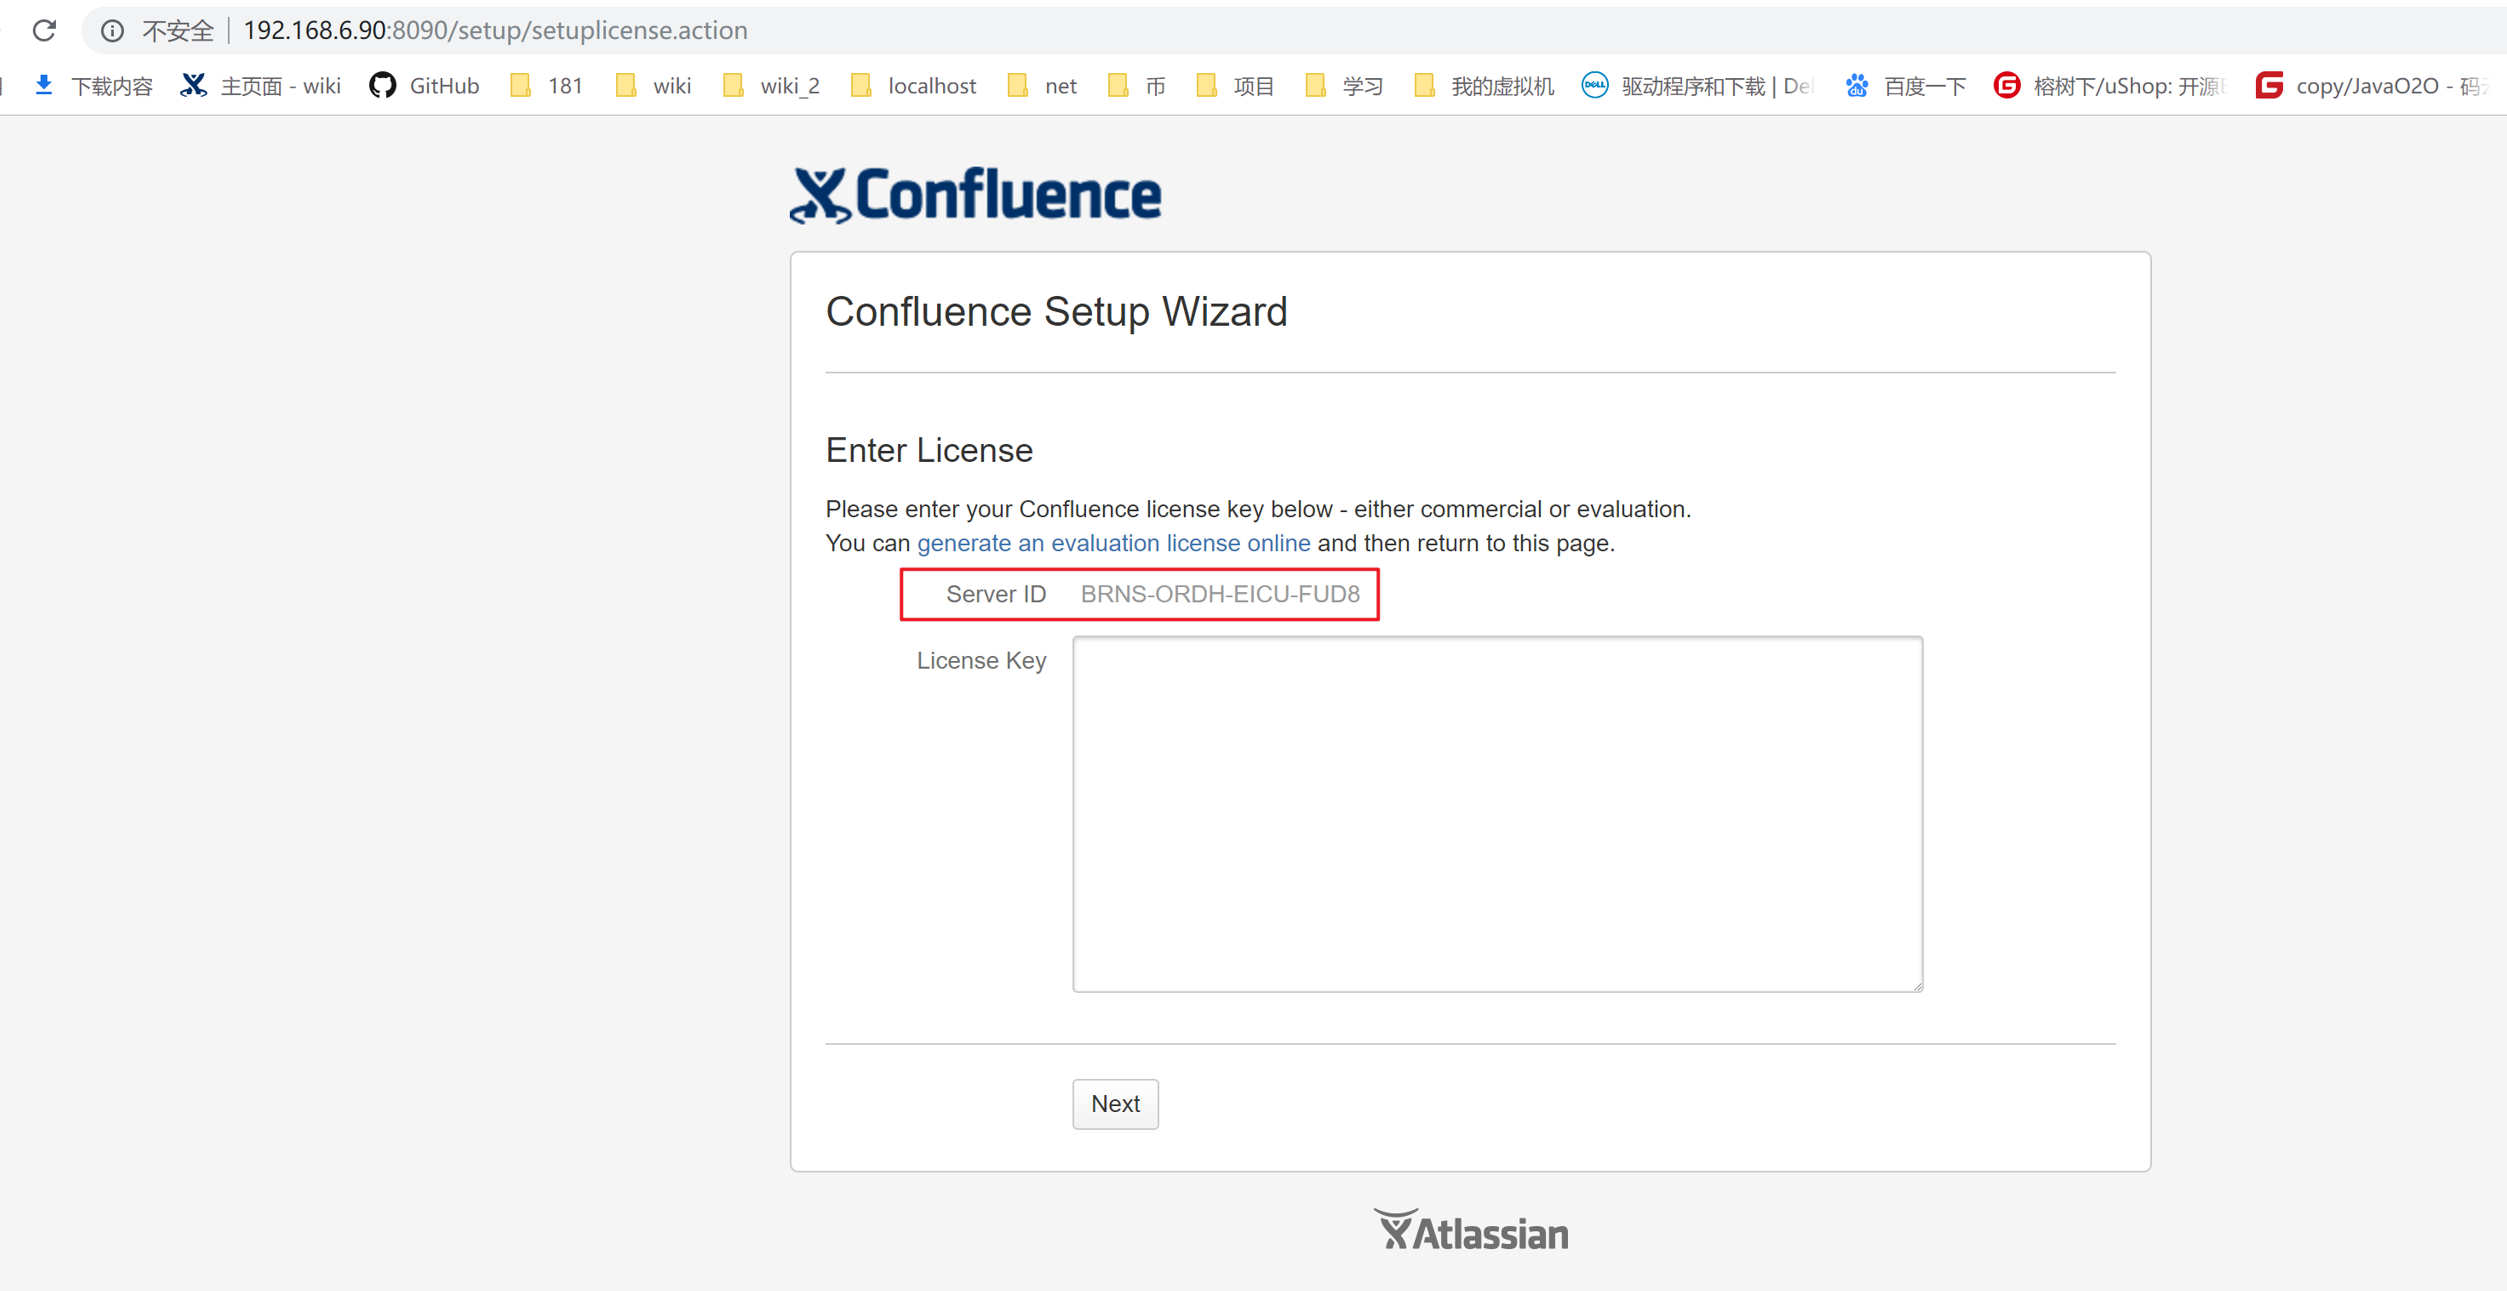 不安全 | 192.168.6.90:8090/setup/setuplicense.action
下载内容 主页面 - wiki GitHub 181 wiki wiki_2 localhost net 币 项目 学习 我的虚拟机 驱动程序和下载 | Del 百度一下 榕树下/uShop: 开源 copy/JavaO2O - 码
Confluence
Confluence Setup Wizard
Enter License
Please enter your Confluence license key below - either commercial or evaluation.
You can generate an evaluation license online and then return to this page.
Server ID BRNS-ORDH-EICU-FUD8
License Key
Next
Atlassian